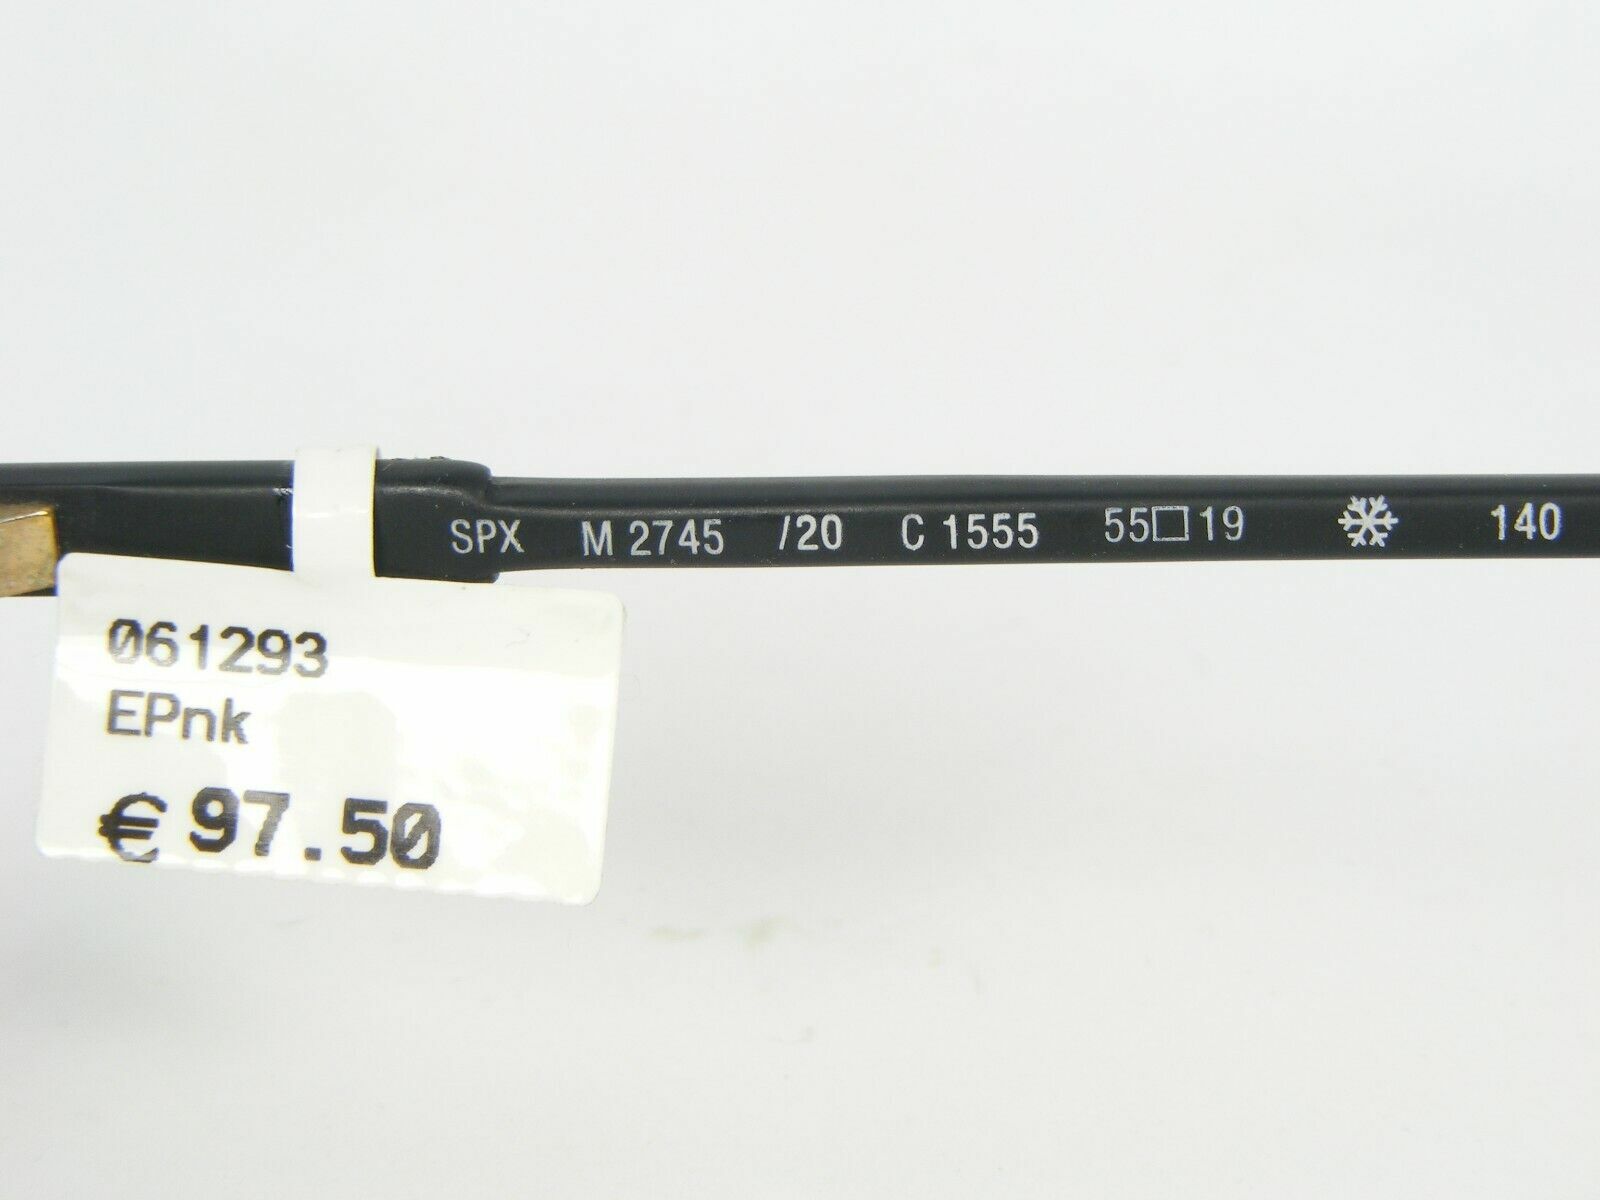 SPX M 2745 /20 C 1555 55□19 140
061293
EPnk
€ 97.50